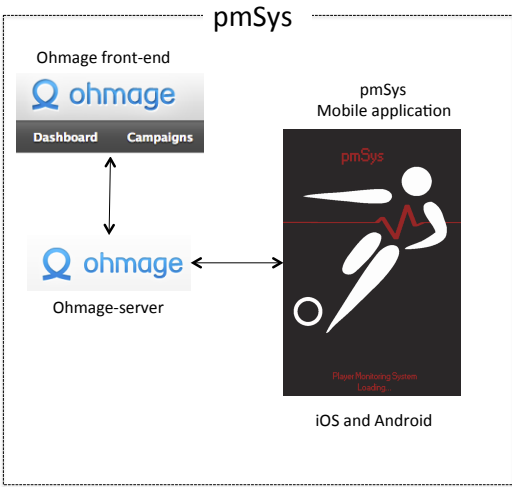 pmSys
Ohmage front-end
ohmage
Dashboard Campaigns
pmSys
Mobile application
pmSys
ohmage
Ohmage-server
Player Monitoring System
Loading...
iOS and Android